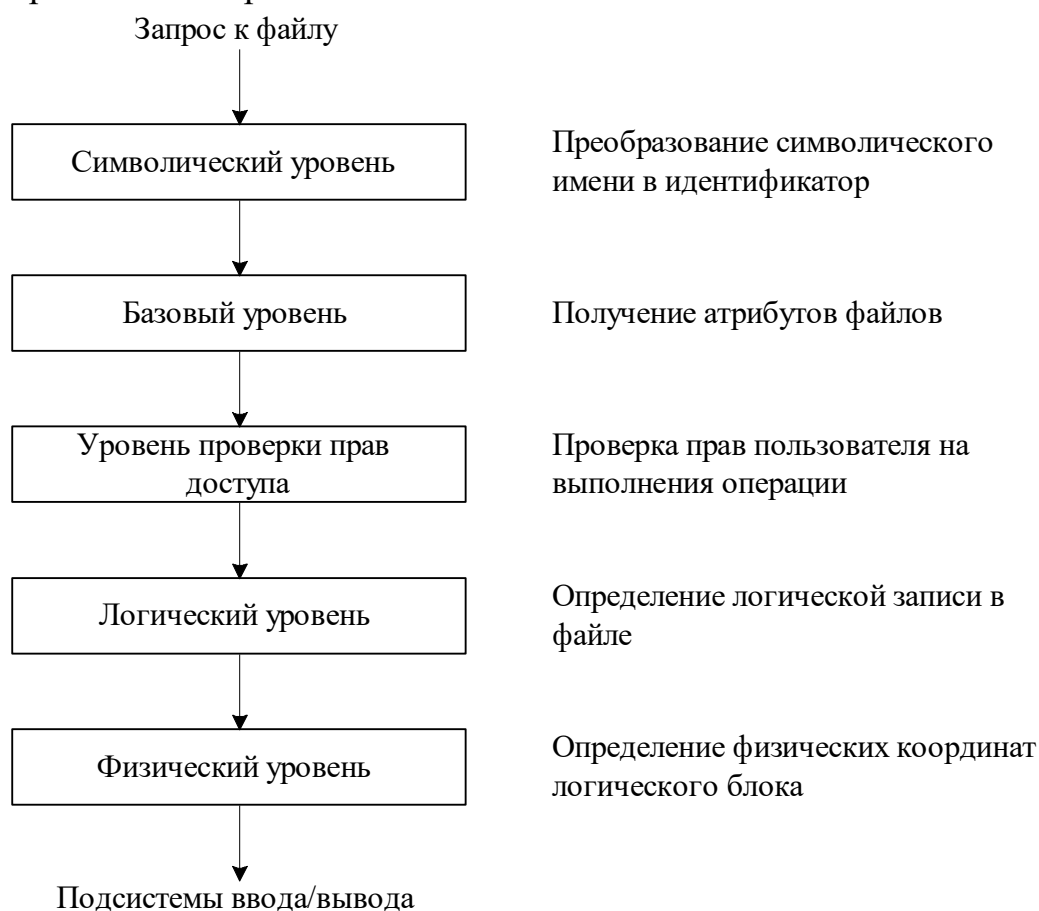 Запрос к файлу
Символический уровень
Преобразование символического
имени в идентификатор
Базовый уровень
Получение атрибутов файлов
Уровень проверки прав
доступа
Проверка прав пользователя на
выполнения операции
Логический уровень
Определение логической записи в
файле
Физический уровень
Определение физических координат
логического блока
Подсистемы ввода/вывода